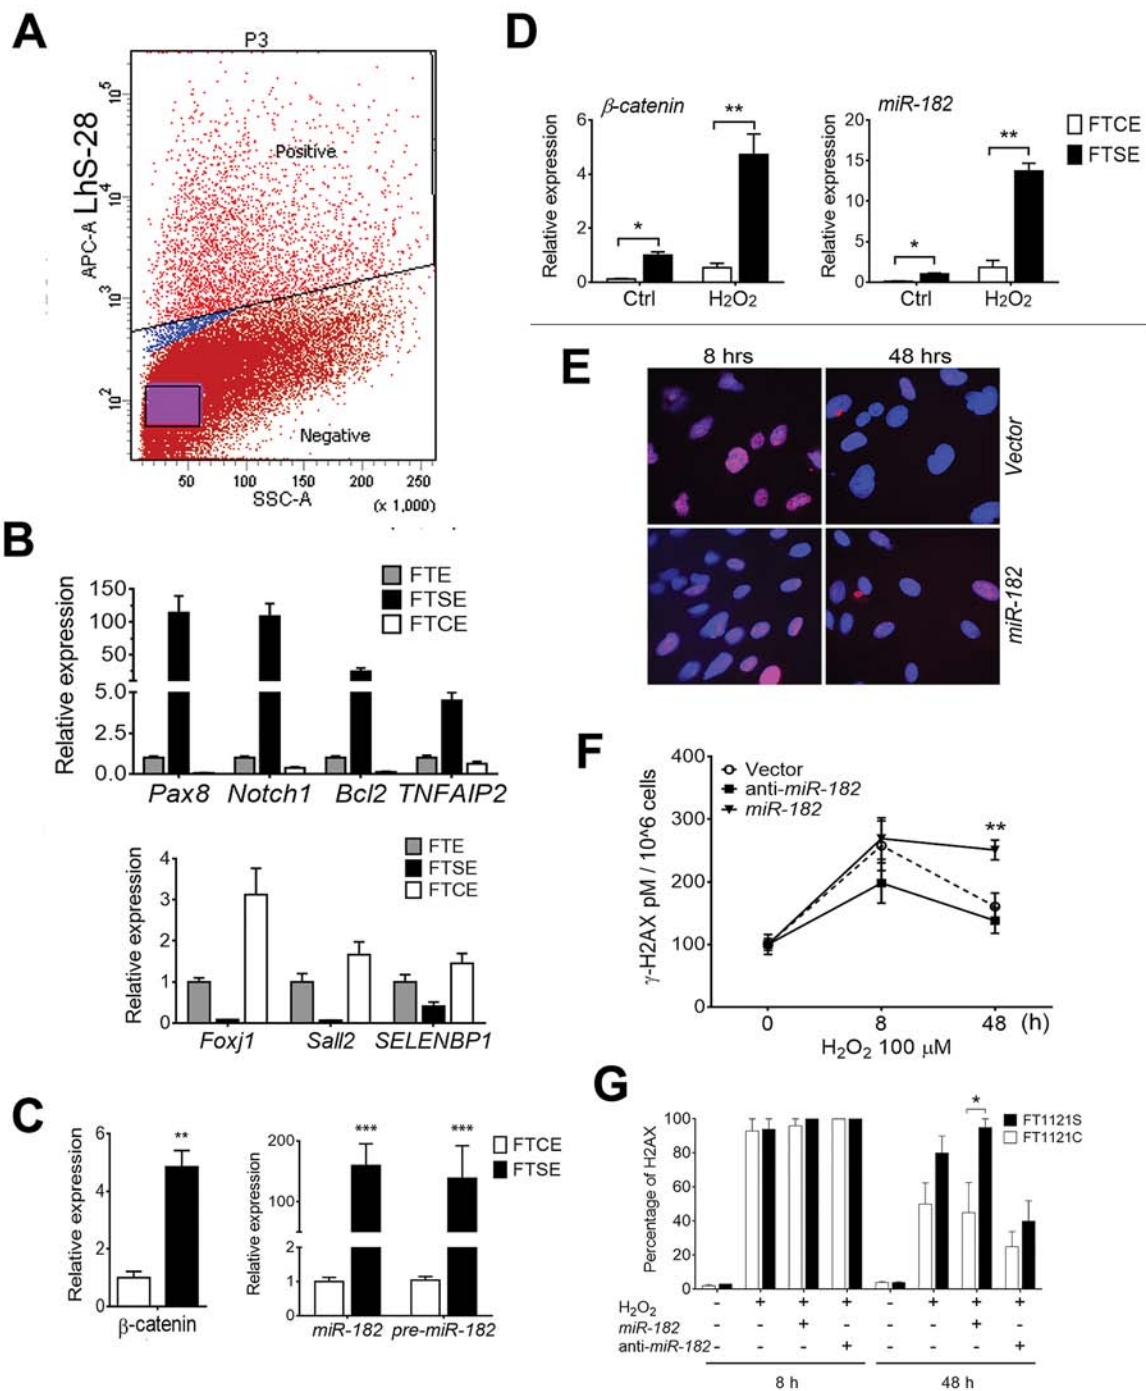 A
P3
APC-A LhS-28
10^5
10^4
10^3
10^2
Positive
Negative
50 100 150 200 250
SSC-A
(x 1,000)
B
Relative expression
150
100
50
5.0
2.5
0.0
FTE
FTSE
FTCE
Pax8 Notch1 Bcl2 TNFAIP2
Relative expression
4
3
2
1
0
FTE
FTSE
FTCE
Foxj1 Sall2 SELENBP1
C
Relative expression
6
4
2
0
**
β-catenin
Relative expression
200
100
2
1
0
*** ***
miR-182 pre-miR-182
FTCE
FTSE
D
β-catenin
Relative expression
6
4
2
0
* **
Ctrl H2O2
miR-182
Relative expression
20
15
10
5
0
* **
Ctrl H2O2
FTCE
FTSE
E
8 hrs 48 hrs
Vector
miR-182
F
γ-H2AX pM / 10^6 cells
400
300
200
100
0
Vector
anti-miR-182
miR-182
**
0 8 48 (h)
H2O2 100 μM
G
Percentage of H2AX
100
80
60
40
20
0
*
FT1121S
FT1121C
H2O2 - + + + - + + +
miR-182 - - + - - - + -
anti-miR-182 - - - + - - - +
8 h 48 h